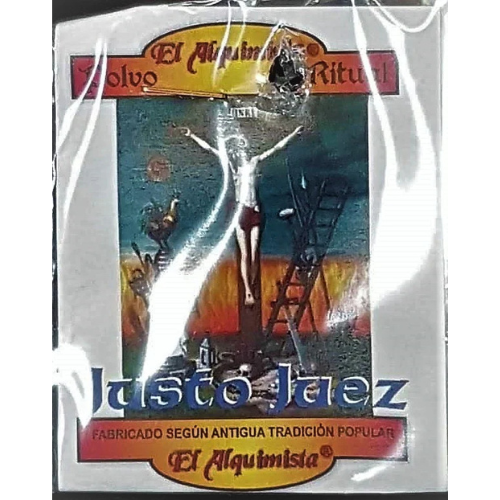 El Alquimista®
Polvo Ritual
INRI
Justo Juez
FABRICADO SEGÚN ANTIGUA TRADICIÓN POPULAR
El Alquimista®